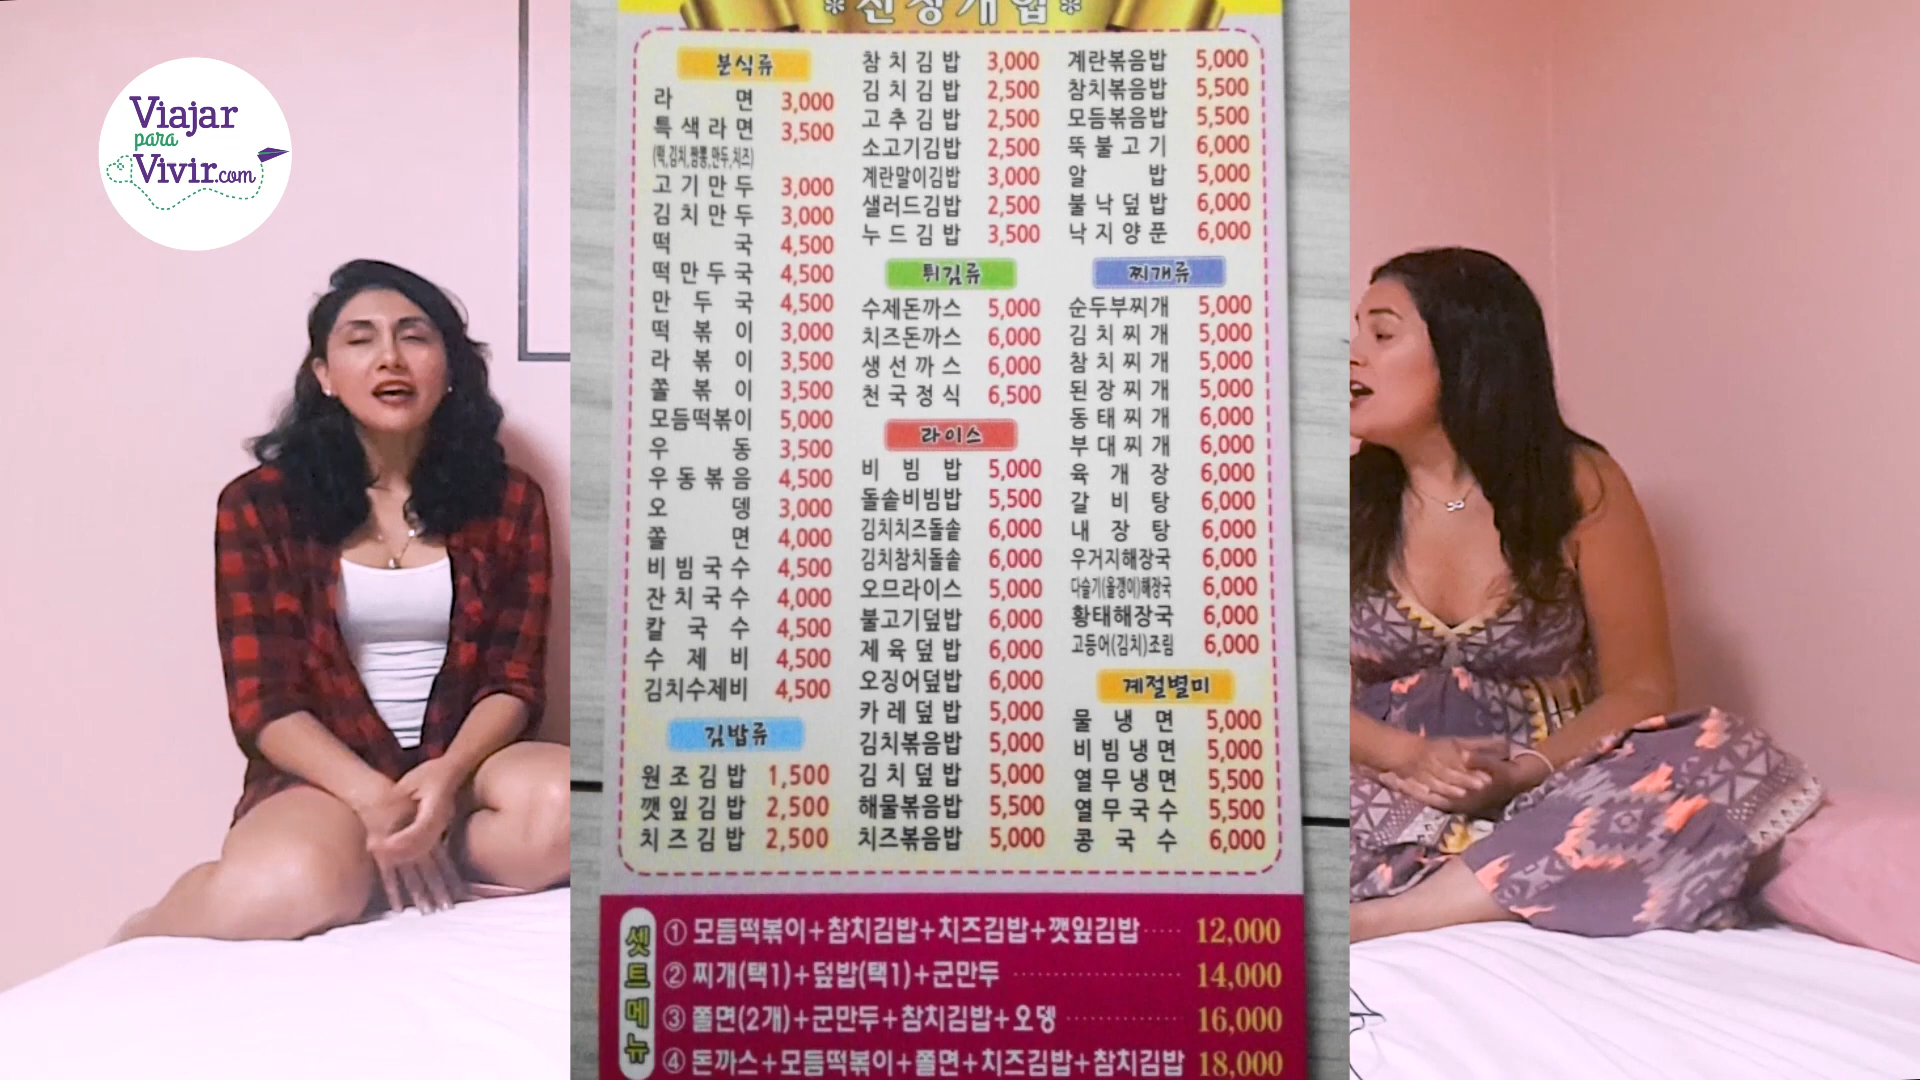 Viajar
para
Vivir.com
*신장개업*
분식류
라면 3,000
특색라면 3,500
(떡,김치,짬뽕,만두,치즈)
고기만두 3,000
김치만두 3,000
떡국 4,500
떡만두국 4,500
만두국 4,500
떡볶이 3,000
라볶이 3,500
쫄볶이 3,500
모듬떡볶이 5,000
우동 3,500
우동볶음 4,500
오뎅 3,000
쫄면 4,000
비빔국수 4,500
잔치국수 4,000
칼국수 4,500
수제비 4,500
김치수제비 4,500
김밥류
원조김밥 1,500
깻잎김밥 2,500
치즈김밥 2,500
참치김밥 3,000
김치김밥 2,500
고추김밥 2,500
소고기김밥 2,500
계란말이김밥 3,000
샐러드김밥 2,500
누드김밥 3,500
튀김류
수제돈까스 5,000
치즈돈까스 6,000
생선까스 6,000
천국정식 6,500
라이스
비빔밥 5,000
돌솥비빔밥 5,500
김치치즈돌솥 6,000
김치참치돌솥 6,000
오므라이스 5,000
불고기덮밥 6,000
제육덮밥 6,000
오징어덮밥 6,000
카레덮밥 5,000
김치볶음밥 5,000
김치덮밥 5,000
해물볶음밥 5,500
치즈볶음밥 5,000
계란볶음밥 5,000
참치볶음밥 5,500
모듬볶음밥 5,500
뚝불고기 6,000
알밥 5,000
불낙덮밥 6,000
낙지양푼 6,000
찌개류
순두부찌개 5,000
김치찌개 5,000
참치찌개 5,000
된장찌개 5,000
동태찌개 6,000
부대찌개 6,000
육개장 6,000
갈비탕 6,000
내장탕 6,000
우거지해장국 6,000
다슬기(올갱이)해장국 6,000
황태해장국 6,000
고등어(김치)조림 6,000
계절별미
물냉면 5,000
비빔냉면 5,000
열무냉면 5,500
열무국수 5,500
콩국수 6,000
셋트메뉴
① 모듬떡볶이+참치김밥+치즈김밥+깻잎김밥 ····· 12,000
② 찌개(택1)+덮밥(택1)+군만두 ··················· 14,000
③ 쫄면(2개)+군만두+참치김밥+오뎅 ············· 16,000
④ 돈까스+모듬떡볶이+쫄면+치즈김밥+참치김밥 18,000